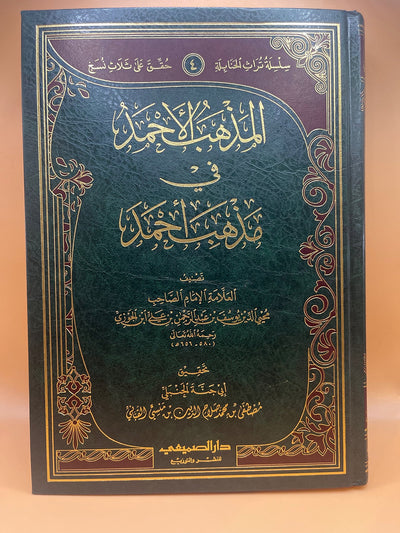 سلسلة تراث الحنابلة ٤ حقق على ثلاث نسخ
المذهب الأحمد
في
مذهب أحمد
تصنيف
العلامة الإمام الصاحب
محيي الدين يوسف بن عبد الرحمن بن علي ابن الجوزي
رحمه الله تعالى
(٥٨٠ - ٦٥٦هـ)
تحقيق
أبي جنة الحنبلي
مصطفى بن محمد صلاح الدين بن منسي القباني
دار الصميعي
للنشر والتوزيع